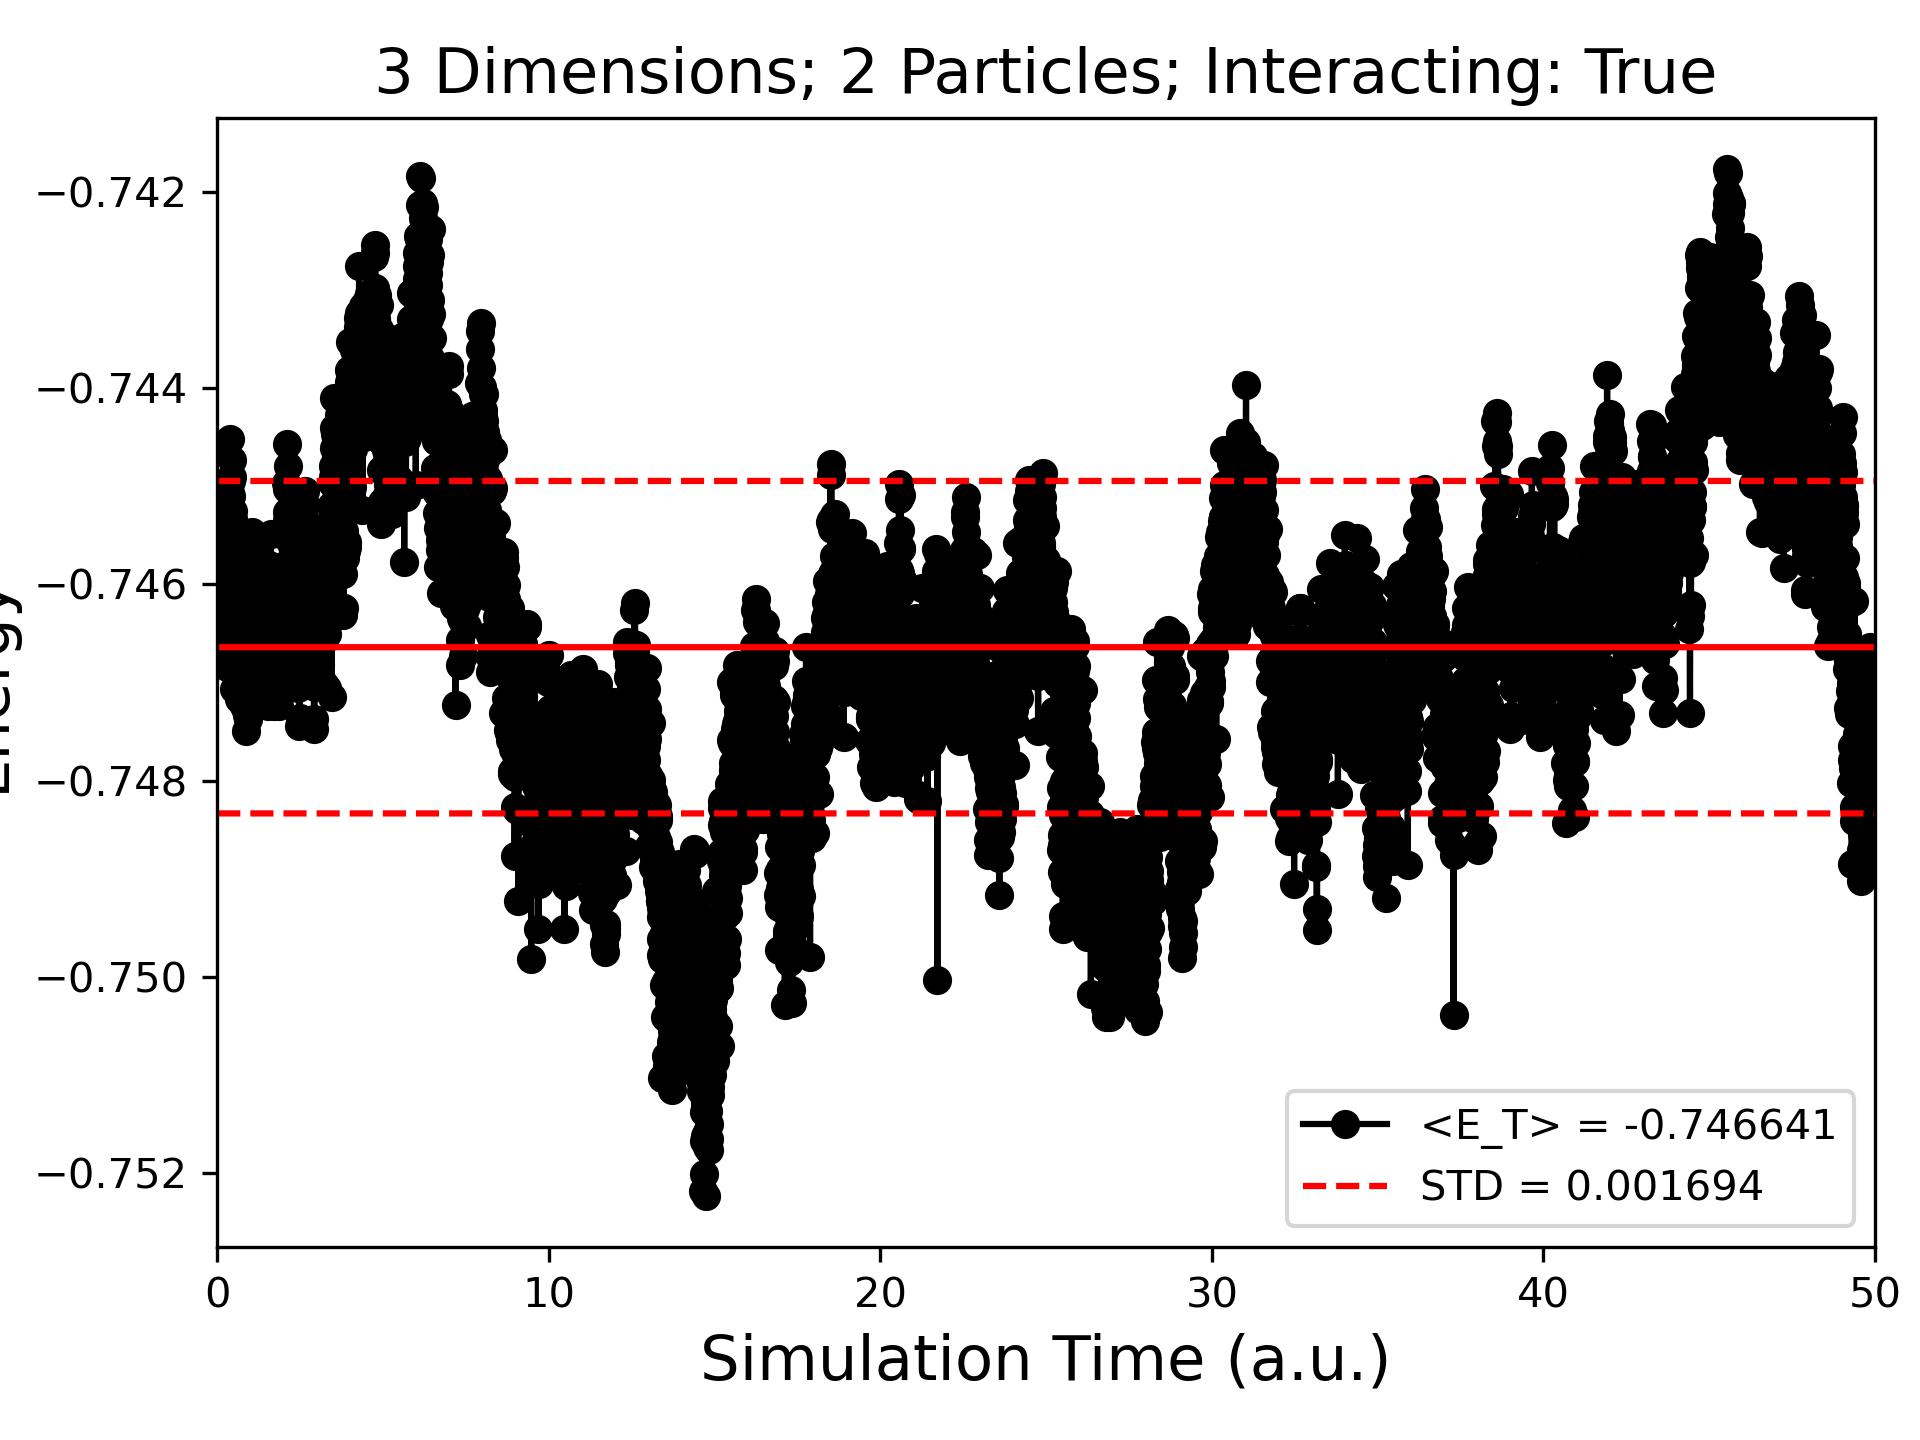 3 Dimensions; 2 Particles; Interacting: True
−0.742
−0.744
−0.746
−0.748
−0.750
−0.752
Energy
<E_T> = -0.746641
STD = 0.001694
0 10 20 30 40 50
Simulation Time (a.u.)